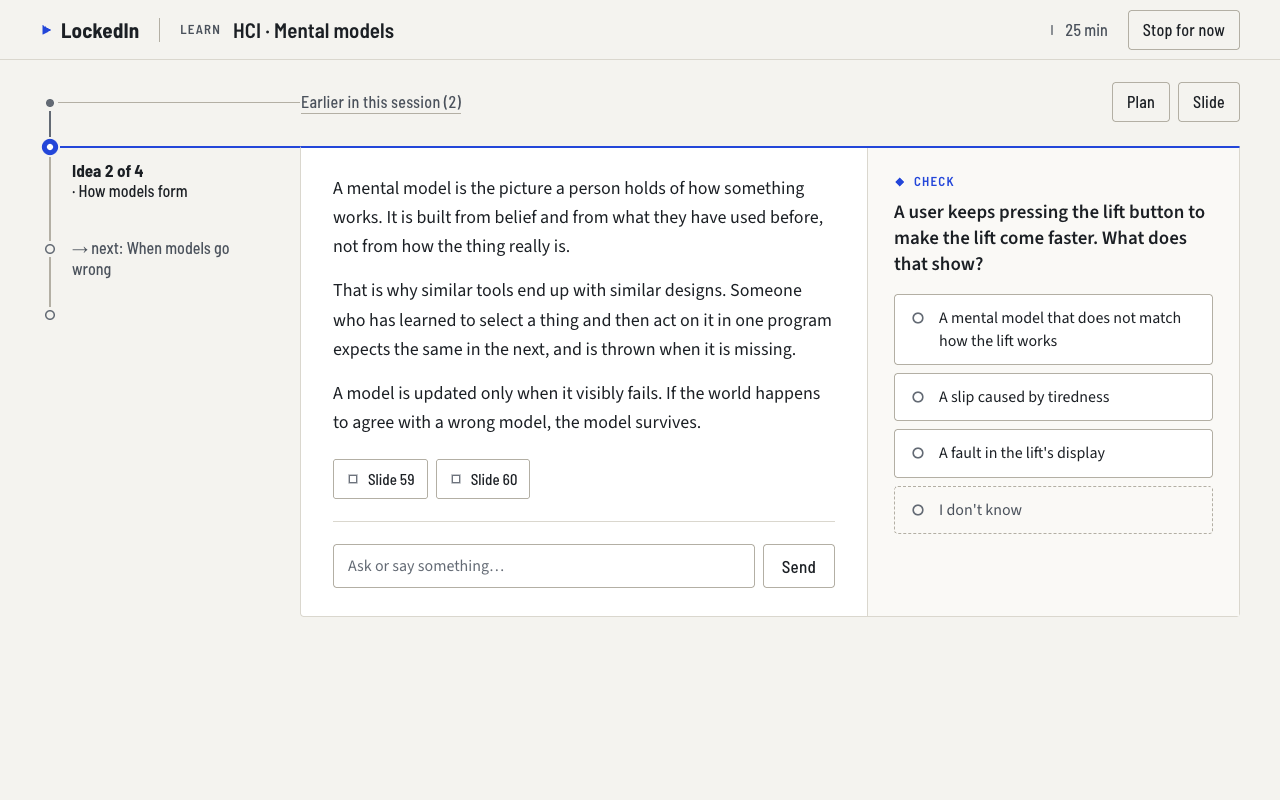 LockedIn
LEARN HCI · Mental models
25 min
Stop for now
Earlier in this session (2)
Plan
Slide
Idea 2 of 4
· How models form
→ next: When models go
wrong
A mental model is the picture a person holds of how something
works. It is built from belief and from what they have used before,
not from how the thing really is.
That is why similar tools end up with similar designs. Someone
who has learned to select a thing and then act on it in one program
expects the same in the next, and is thrown when it is missing.
A model is updated only when it visibly fails. If the world happens
to agree with a wrong model, the model survives.
Slide 59
Slide 60
Ask or say something…
Send
CHECK
A user keeps pressing the lift button to
make the lift come faster. What does
that show?
A mental model that does not match
how the lift works
A slip caused by tiredness
A fault in the lift's display
I don't know